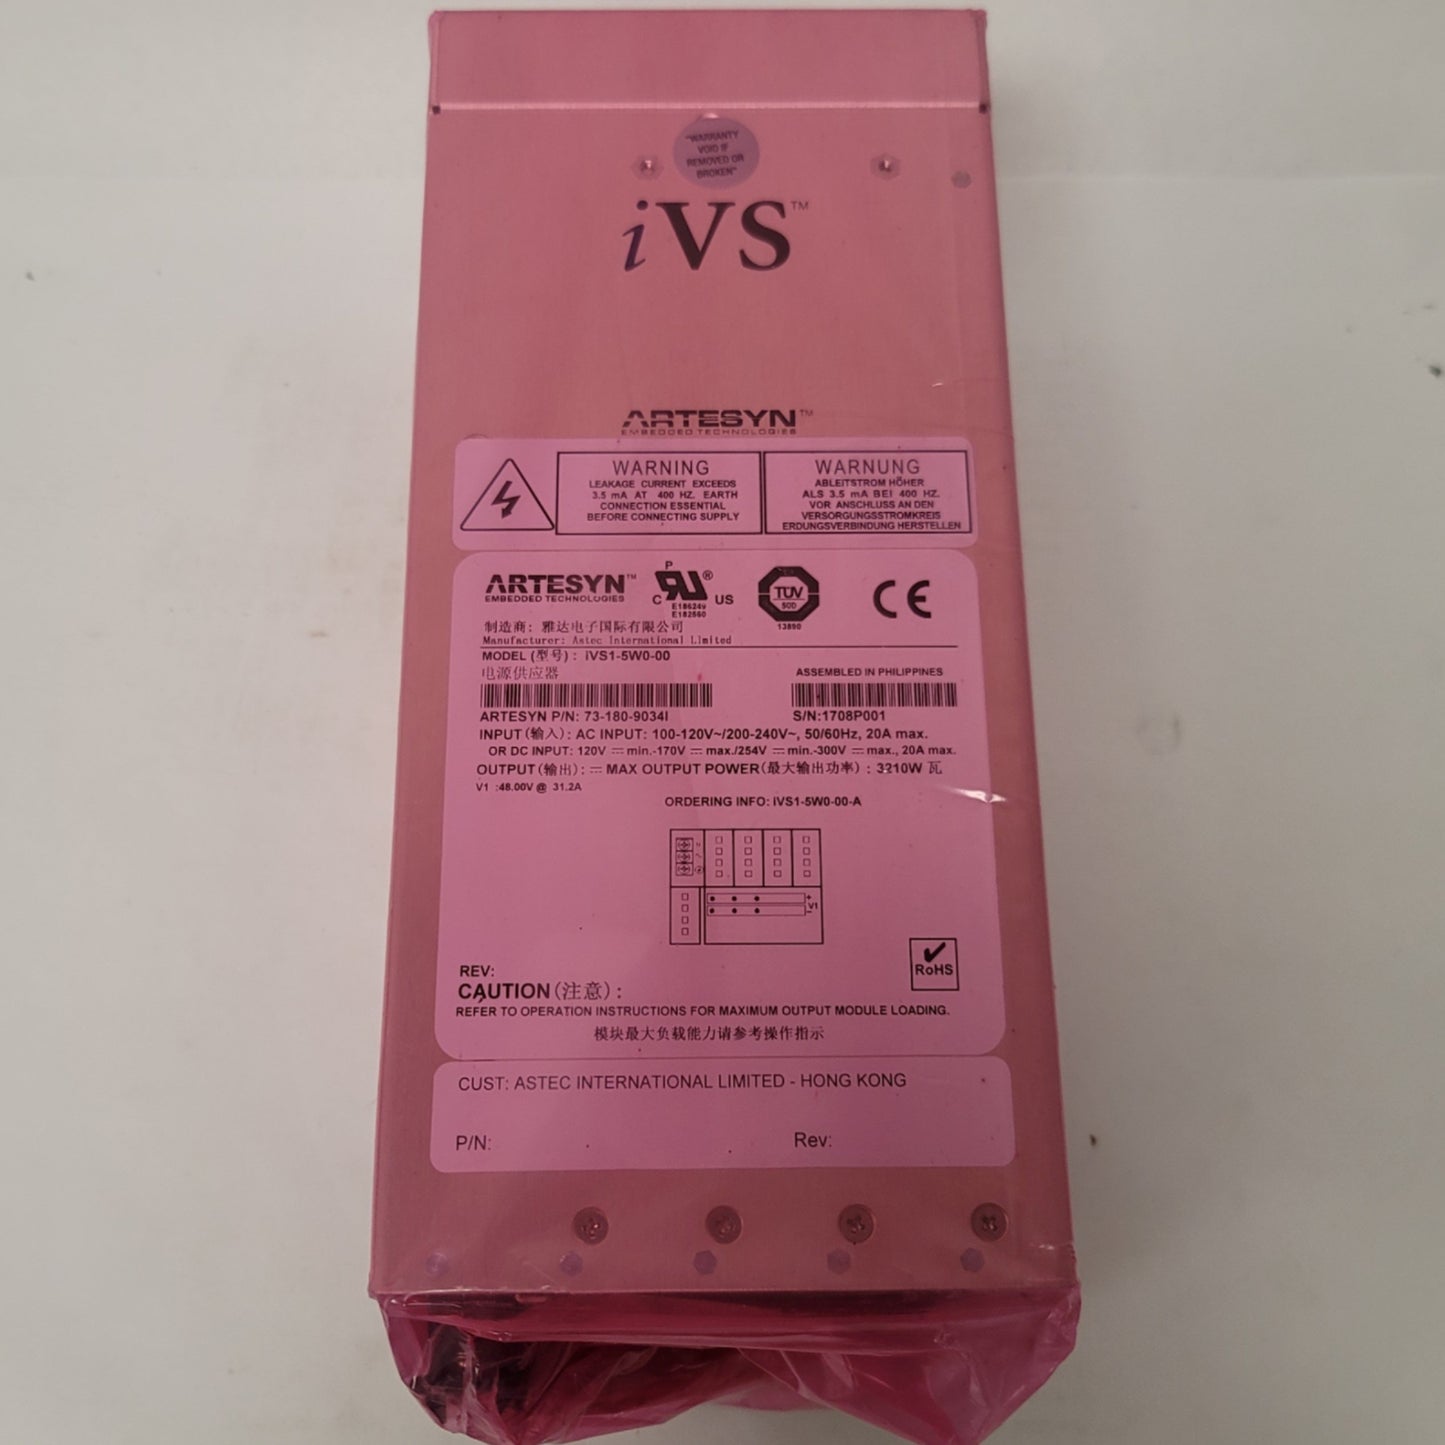 "WARRANTY
VOID IF
REMOVED OR
BROKEN"
iVS™
ARTESYN™
EMBEDDED TECHNOLOGIES
WARNING
LEAKAGE CURRENT EXCEEDS
3.5 mA AT 400 HZ. EARTH
CONNECTION ESSENTIAL
BEFORE CONNECTING SUPPLY
WARNUNG
ABLEITSTROM HÖHER
ALS 3.5 mA BEI 400 HZ.
VOR ANSCHLUSS AN DEN
VERSORGUNGSSTROMKREIS
ERDUNGSVERBINDUNG HERSTELLEN
ARTESYN™
EMBEDDED TECHNOLOGIES
P
C UR ® US
E182560
TÜV
SÜD
13890
CE
制造商: 雅达电子国际有限公司
Manufacturer: Astec International Limited
MODEL (型号) : iVS1-5W0-00
电源供应器
ASSEMBLED IN PHILIPPINES
ARTESYN P/N: 73-180-9034I
S/N:1708P001
INPUT (输入) : AC INPUT: 100-120V~/200-240V~, 50/60Hz, 20A max.
OR DC INPUT: 120V ⎓ min.-170V ⎓ max./254V ⎓ min.-300V ⎓ max., 20A max.
OUTPUT (输出) : ⎓ MAX OUTPUT POWER (最大输出功率) : 3210W 瓦
V1 :48.00V@ 31.2A
ORDERING INFO: iVS1-5W0-00-A
+
V1
−
RoHS
REV:
CAUTION (注意) :
REFER TO OPERATION INSTRUCTIONS FOR MAXIMUM OUTPUT MODULE LOADING.
模块最大负载能力请参考操作指示
CUST: ASTEC INTERNATIONAL LIMITED - HONG KONG
P/N:
Rev: